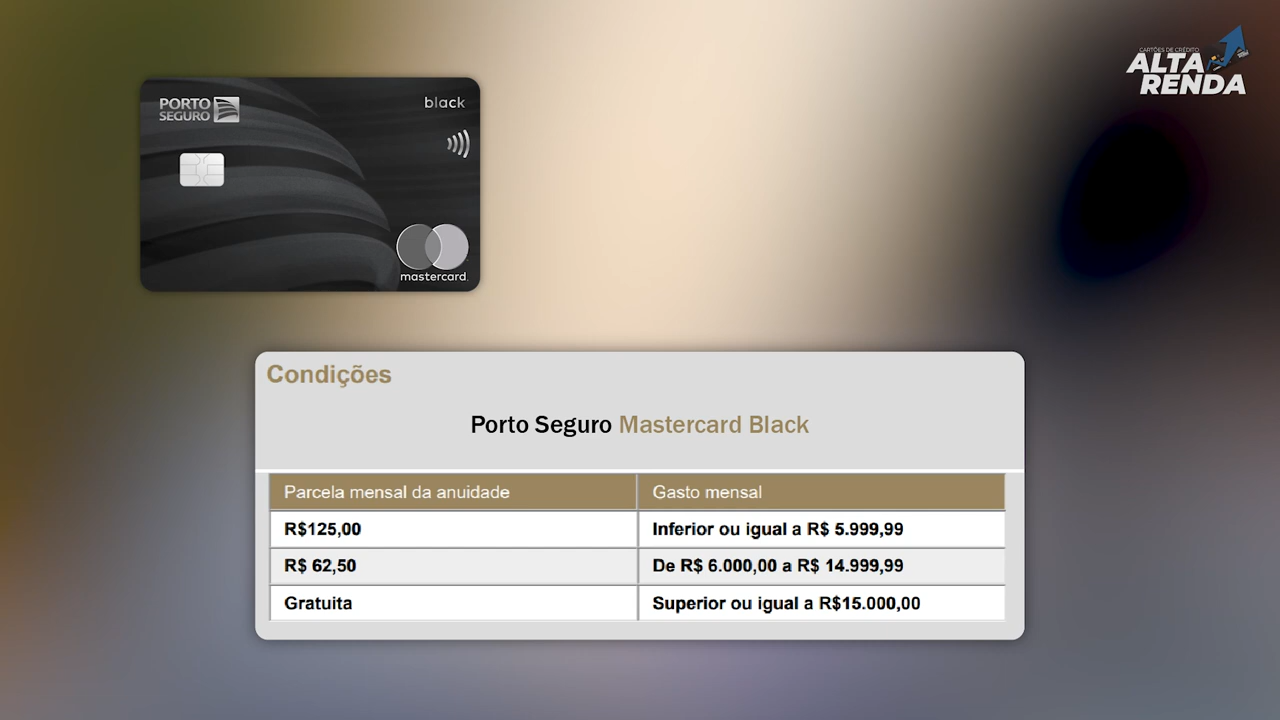 CARTÕES DE CRÉDITO
ALTA
RENDA
PORTO
SEGURO
black
mastercard.
Condições
Porto Seguro Mastercard Black
Parcela mensal da anuidade Gasto mensal
R$125,00 Inferior ou igual a R$ 5.999,99
R$ 62,50 De R$ 6.000,00 a R$ 14.999,99
Gratuita Superior ou igual a R$15.000,00